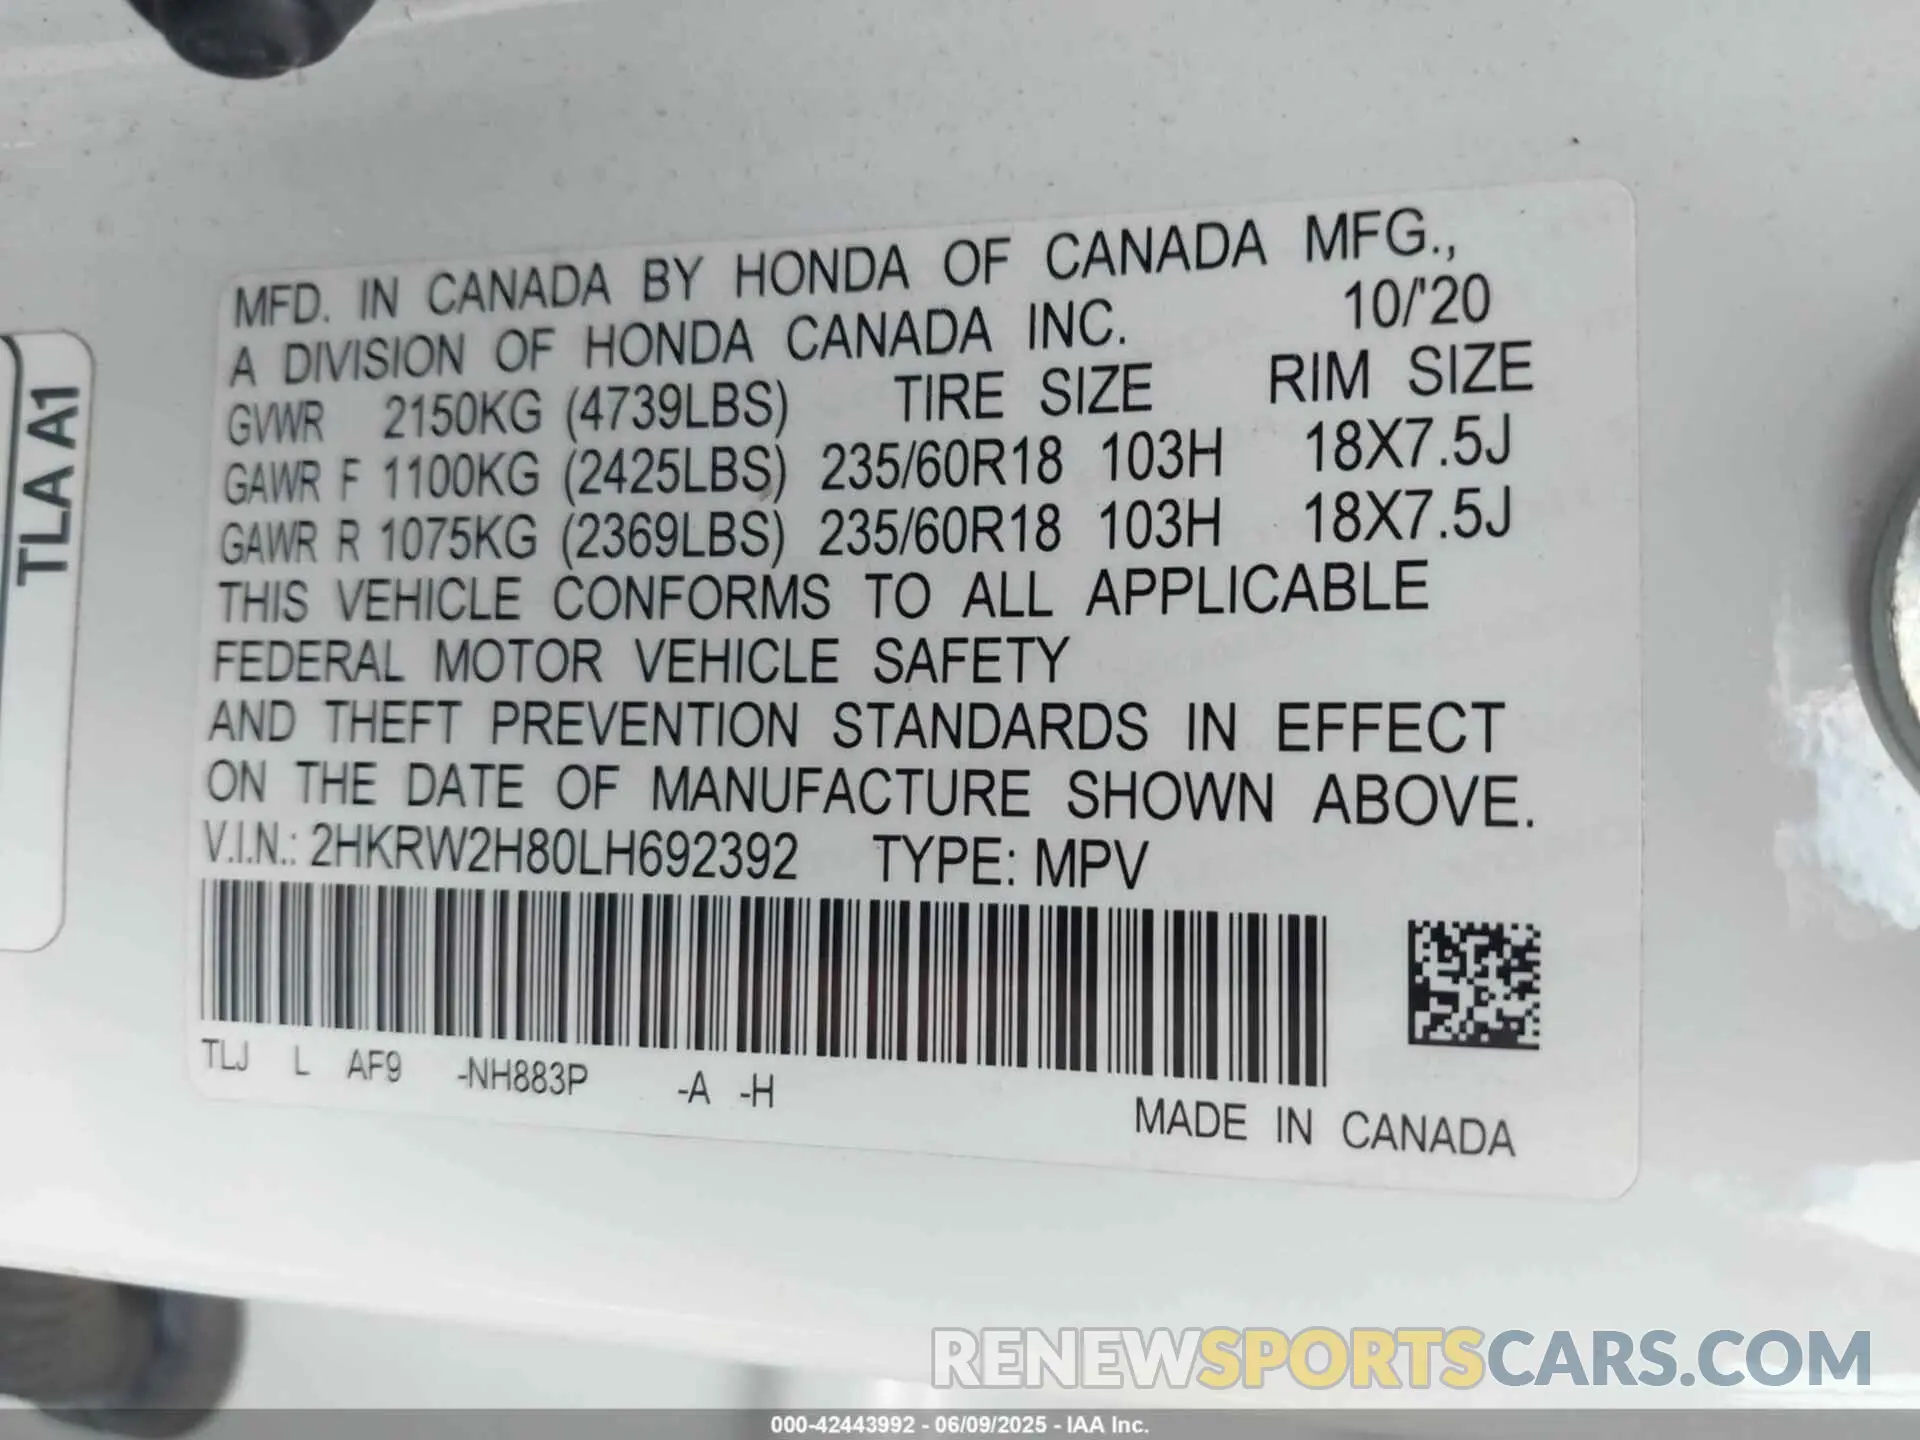 MFD. IN CANADA BY HONDA OF CANADA MFG.,
A DIVISION OF HONDA CANADA INC. 10/'20
GVWR 2150KG (4739LBS) TIRE SIZE RIM SIZE
GAWR F 1100KG (2425LBS) 235/60R18 103H 18X7.5J
GAWR R 1075KG (2369LBS) 235/60R18 103H 18X7.5J
THIS VEHICLE CONFORMS TO ALL APPLICABLE
FEDERAL MOTOR VEHICLE SAFETY
AND THEFT PREVENTION STANDARDS IN EFFECT
ON THE DATE OF MANUFACTURE SHOWN ABOVE.
V.I.N.: 2HKRW2H80LH692392 TYPE: MPV
TLJ L AF9 -NH883P -A -H
MADE IN CANADA
TLA A1
RENEWSPORTSCARS.COM
000-42443992 - 06/09/2025 - IAA Inc.